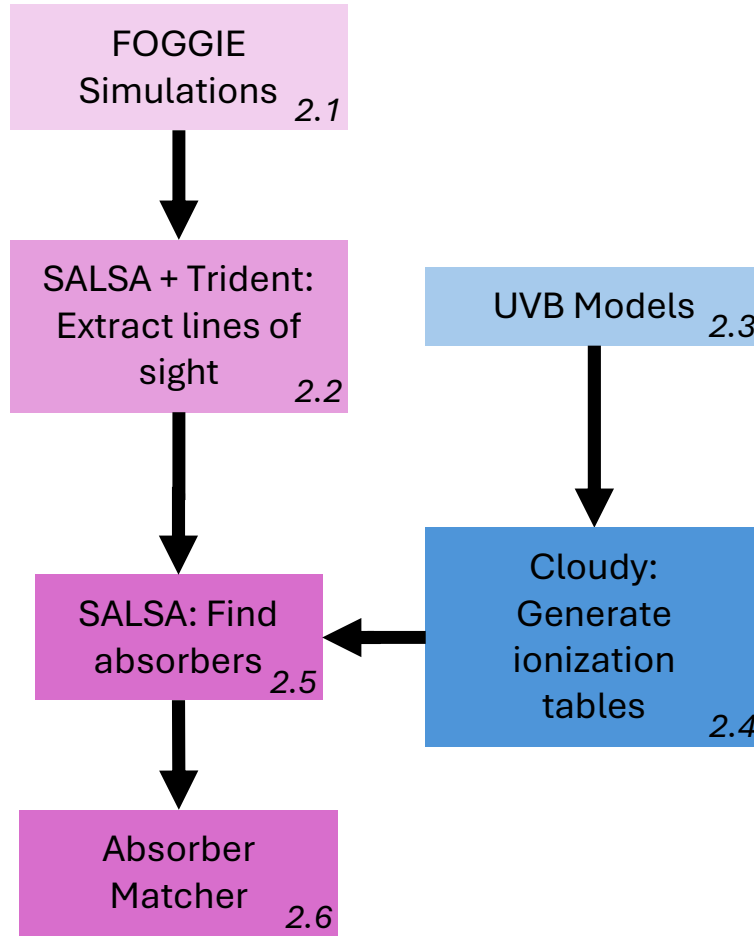 FOGGIE
Simulations
2.1
SALSA + Trident:
Extract lines of
sight
2.2
UVB Models
2.3
Cloudy:
Generate
ionization
tables
2.4
SALSA: Find
absorbers
2.5
Absorber
Matcher
2.6